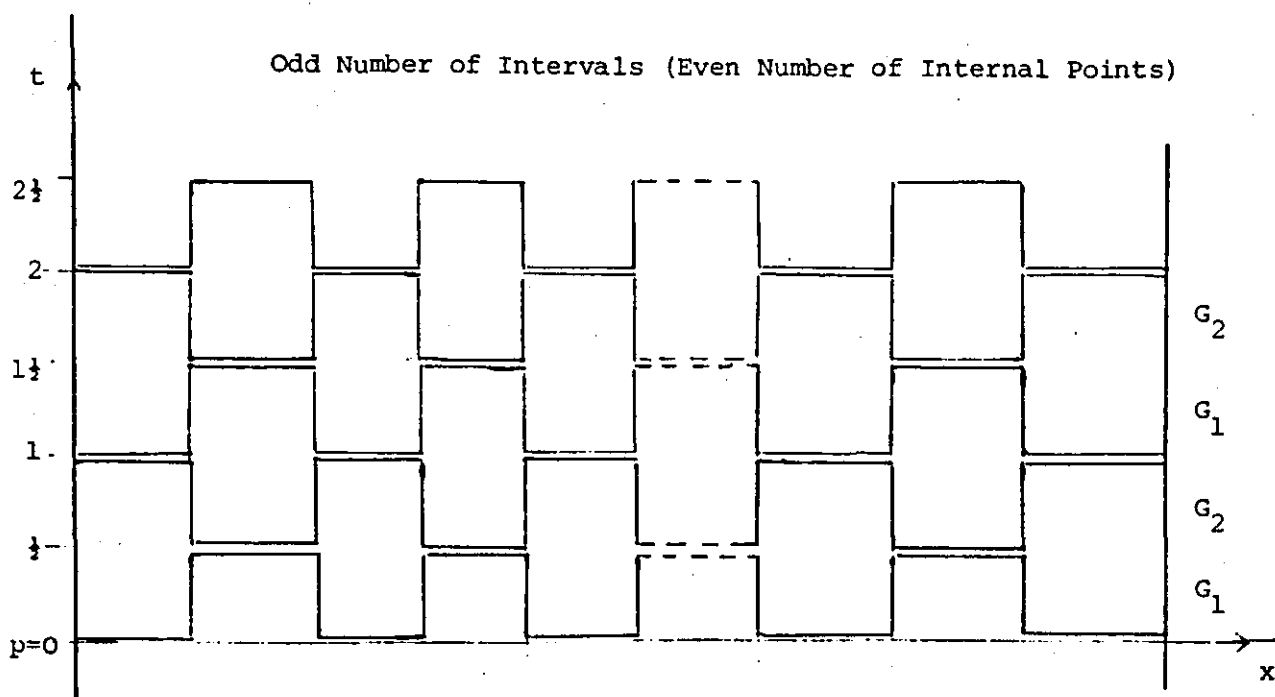 Odd Number of Intervals (Even Number of Internal Points)
t
2½
2
G₂
1½
G₁
1
G₂
½
G₁
p=0
x